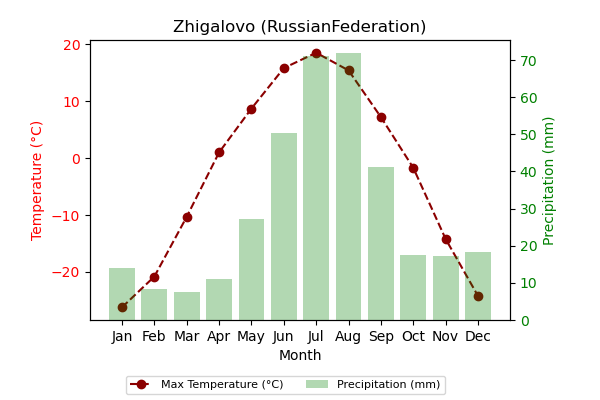 Zhigalovo (RussianFederation)
20
10
0
−10
−20
Temperature (°C)
70
60
50
40
30
20
10
0
Precipitation (mm)
Jan Feb Mar Apr May Jun Jul Aug Sep Oct Nov Dec
Month
Max Temperature (°C) Precipitation (mm)